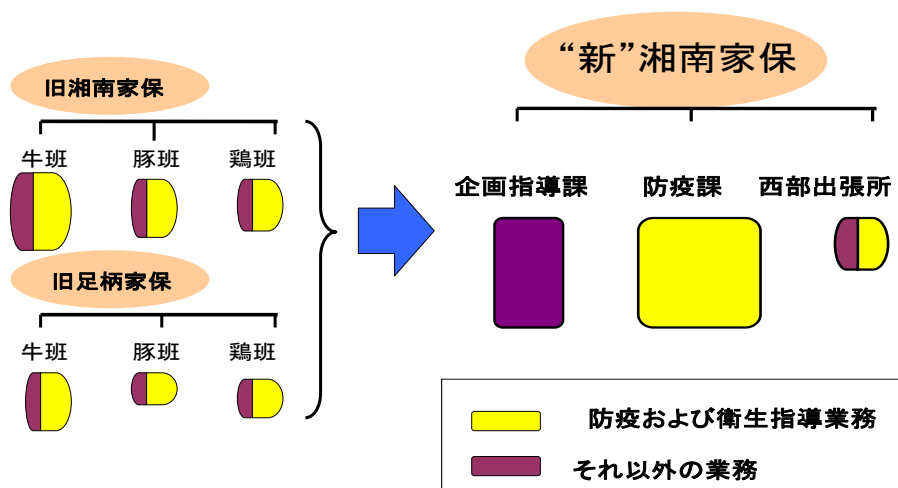 旧湘南家保
牛班
豚班
鶏班
旧足柄家保
牛班
豚班
鶏班
“新”湘南家保
企画指導課
防疫課
西部出張所
防疫および衛生指導業務
それ以外の業務